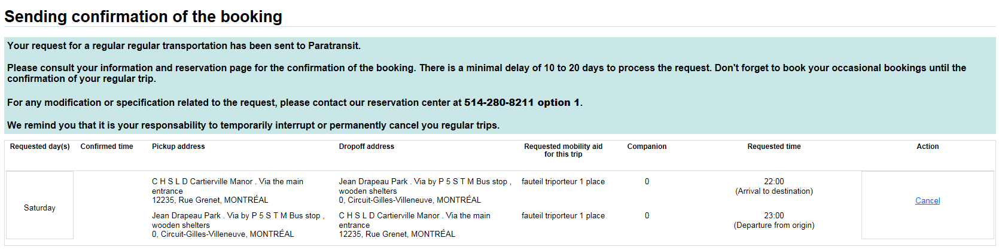 Sending confirmation of the booking
Your request for a regular regular transportation has been sent to Paratransit.
Please consult your information and reservation page for the confirmation of the booking. There is a minimal delay of 10 to 20 days to process the request. Don't forget to book your occasional bookings until the
confirmation of your regular trip.
For any modification or specification related to the request, please contact our reservation center at 514-280-8211 option 1.
We remind you that it is your responsability to temporarily interrupt or permanently cancel you regular trips.
Requested day(s) Confirmed time Pickup address Dropoff address Requested mobility aid Companion Requested time Action
for this trip
Saturday
C H S L D Cartierville Manor . Via the main
entrance
12235, Rue Grenet, MONTRÉAL
Jean Drapeau Park . Via by P 5 S T M Bus stop ,
wooden shelters
0, Circuit-Gilles-Villeneuve, MONTRÉAL
fauteil triporteur 1 place
0
22:00
(Arrival to destination)
Jean Drapeau Park . Via by P 5 S T M Bus stop ,
wooden shelters
0, Circuit-Gilles-Villeneuve, MONTRÉAL
C H S L D Cartierville Manor . Via the main
entrance
12235, Rue Grenet, MONTRÉAL
fauteil triporteur 1 place
0
23:00
(Departure from origin)
Cancel